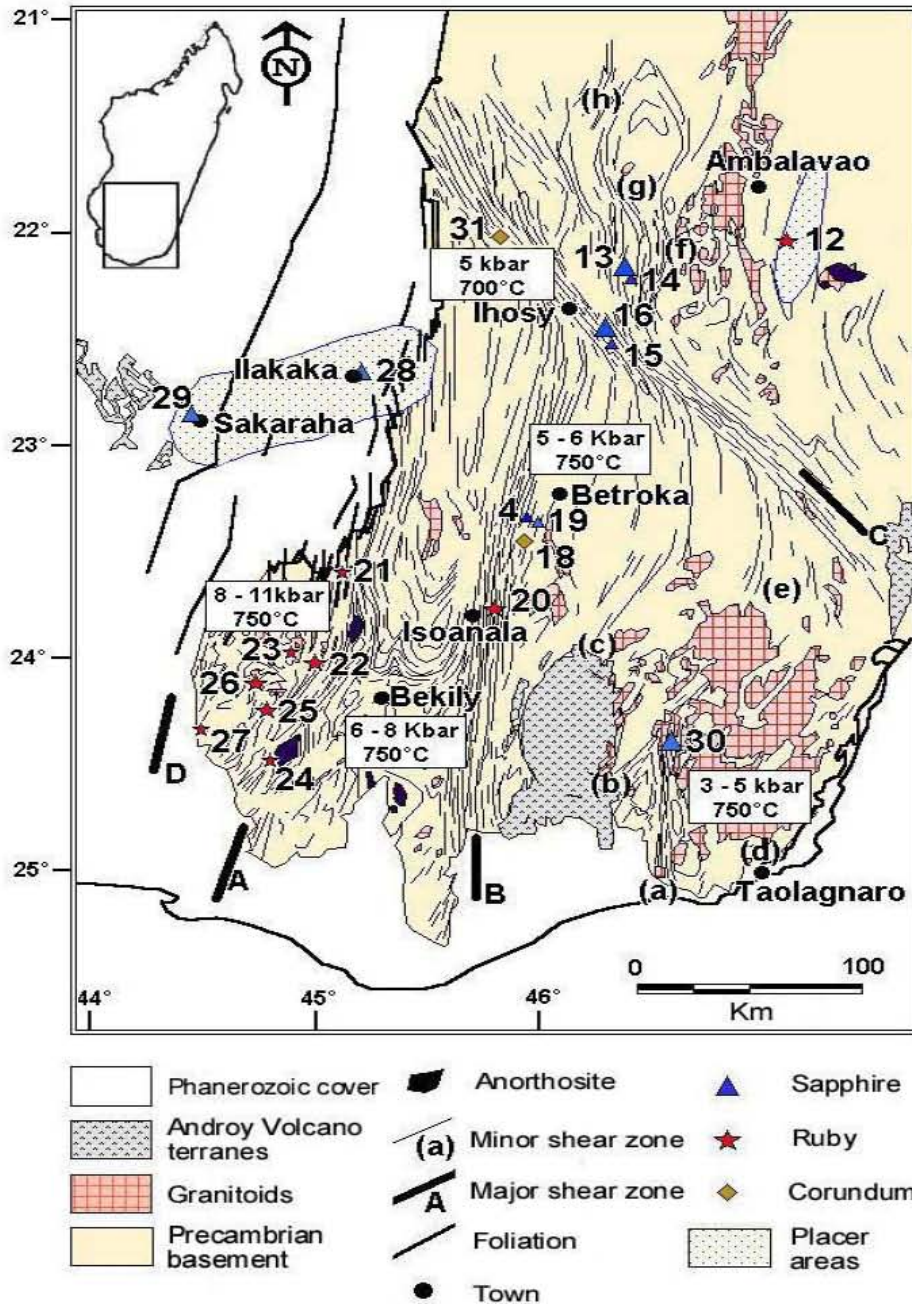 21°
N
(h)
Ambalavao
(g)
22°
31
12
13
(f)
5 kbar
700°C
14
Ihosy
16
15
Ilakaka
28
29
Sakaraha
23°
5 - 6 Kbar
750°C
Betroka
4
19
C
18
21
8 - 11kbar
750°C
20
(e)
Isoanala
23
22
(c)
24°
26
Bekily
25
27
6 - 8 Kbar
750°C
30
24
D
(b)
3 - 5 kbar
750°C
25°
A
B
(a)
(d)
Taolagnaro
0
100
Km
44°
45°
46°
Phanerozoic cover
Anorthosite
Sapphire
Androy Volcano
terranes
(a)
Minor shear zone
Ruby
Granitoids
A
Major shear zone
Corundum
Precambrian
basement
Foliation
Placer
areas
Town